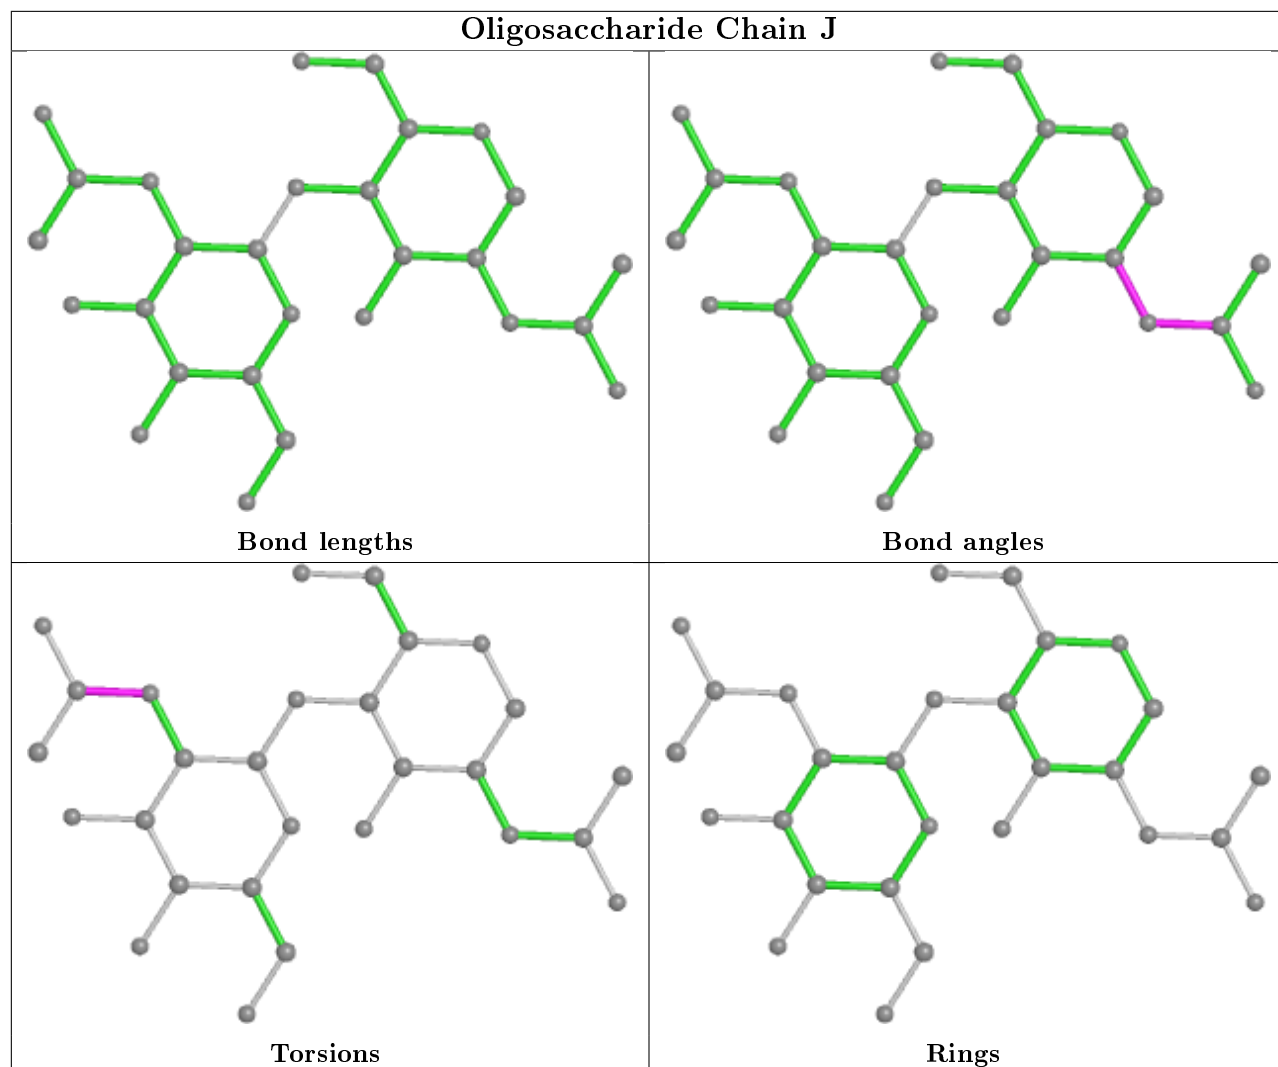 Oligosaccharide Chain J
Bond lengths
Bond angles
Torsions
Rings